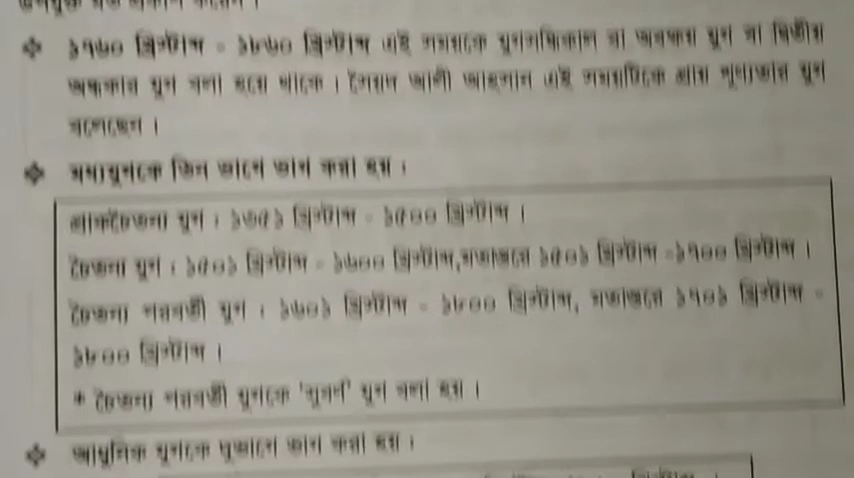 ❖ ১৭৬০ খ্রিস্টাব্দ - ১৮৬০ খ্রিস্টাব্দ এই সময়কে যুগসন্ধিকাল বা অবক্ষয় যুগ বা দ্বিতীয়
অন্ধকার যুগ বলা হয়ে থাকে । সৈয়দ আলী আহসান এই সময়টিকে প্রায় শূন্যতার যুগ
বলেছেন ।
❖ মধ্যযুগকে তিন ভাগে ভাগ করা হয় ।
প্রাকচৈতন্য যুগ : ১৩৫১ খ্রিস্টাব্দ - ১৫০০ খ্রিস্টাব্দ ।
চৈতন্য যুগ : ১৫০১ খ্রিস্টাব্দ - ১৬০০ খ্রিস্টাব্দ, মতান্তরে ১৫০১ খ্রিস্টাব্দ -১৭০০ খ্রিস্টাব্দ ।
চৈতন্য পরবর্তী যুগ : ১৬০১ খ্রিস্টাব্দ - ১৮০০ খ্রিস্টাব্দ, মতান্তরে ১৭০১ খ্রিস্টাব্দ -
১৮০০ খ্রিস্টাব্দ ।
* চৈতন্য পরবর্তী যুগকে 'সুবর্ণ' যুগ বলা হয় ।
❖ আধুনিক যুগকে দুভাগে ভাগ করা হয় ।